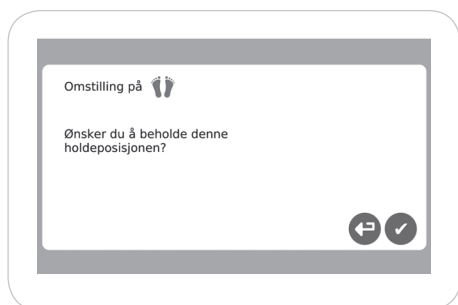 Omstilling på
Ønsker du å beholde denne
holdeposisjonen?